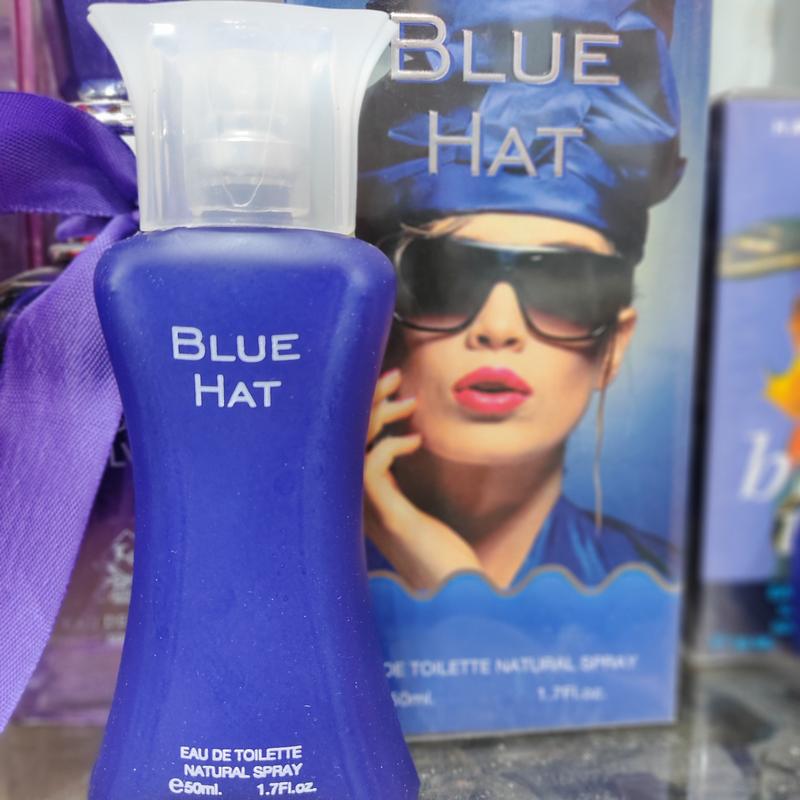 BLUE
HAT
BLUE
HAT
EAU DE TOILETTE
NATURAL SPRAY
℮50ml. 1.7Fl.oz.
DE TOILETTE NATURAL SPRAY
50ml. 1.7Fl.oz.